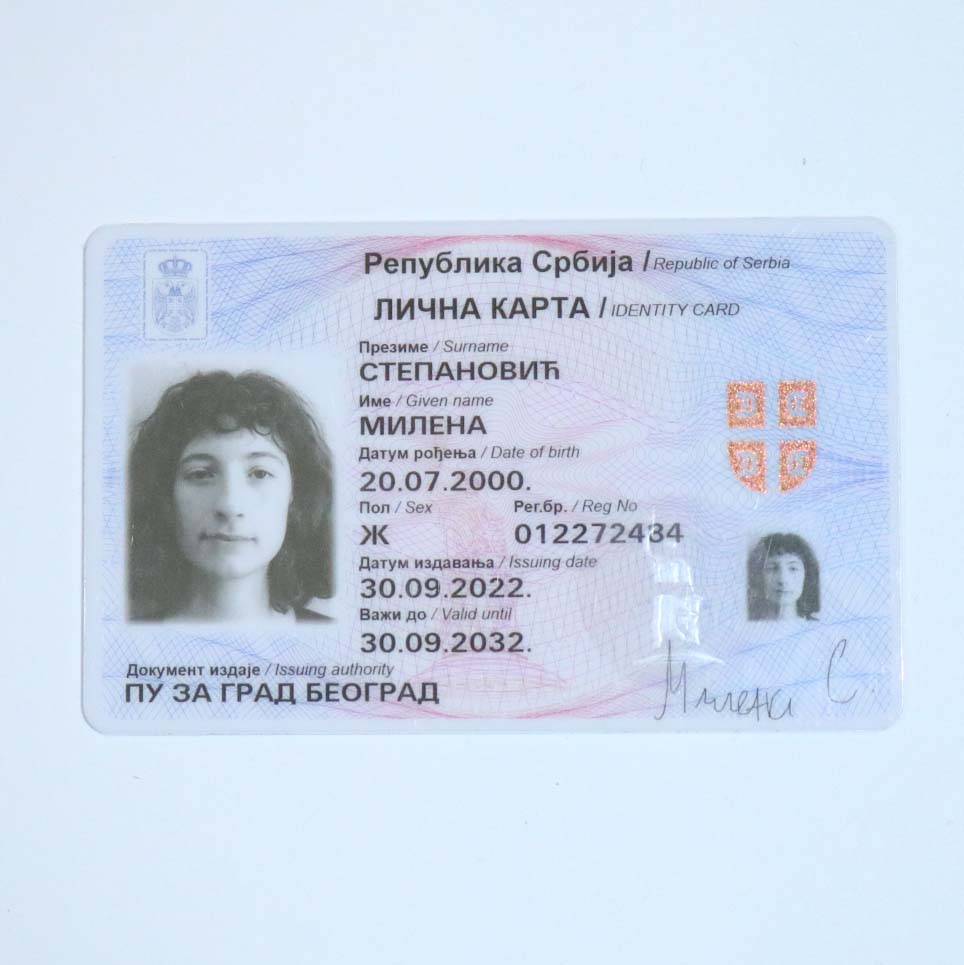 Република Србија / Republic of Serbia
ЛИЧНА КАРТА / IDENTITY CARD
Презиме / Surname
СТЕПАНОВИЋ
Име / Given name
МИЛЕНА
Датум рођења / Date of birth
20.07.2000.
Пол / Sex Рег.бр. / Reg No
Ж 012272434
Датум издавања / Issuing date
30.09.2022.
Важи до / Valid until
30.09.2032.
Документ издаје / Issuing authority
ПУ ЗА ГРАД БЕОГРАД
Милена С.